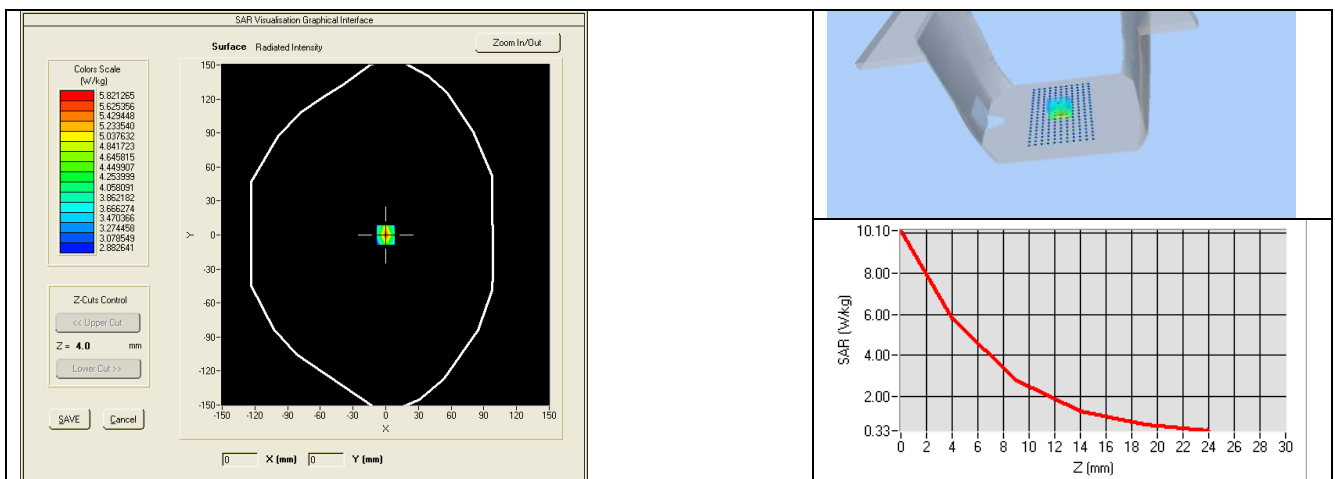 SAR Visualisation Graphical Interface
Surface Radiated Intensity
Zoom In/Out
Colors Scale
(W/kg)
5.821265
5.625356
5.429448
5.233540
5.037632
4.841723
4.645815
4.449907
4.253999
4.058091
3.862182
3.666274
3.470366
3.274458
3.078549
2.882641
Z-Cuts Control
<< Upper Cut
Z = 4.0 mm
Lower Cut >>
SAVE Cancel
150
120
90
60
30
0
-30
-60
-90
-120
-150
Y
-150 -120 -90 -60 -30 0 30 60 90 120 150
X
0 X (mm) 0 Y (mm)
10.10
8.00
6.00
4.00
2.00
0.33
SAR (W/kg)
0 2 4 6 8 10 12 14 16 18 20 22 24 26 28 30
Z (mm)